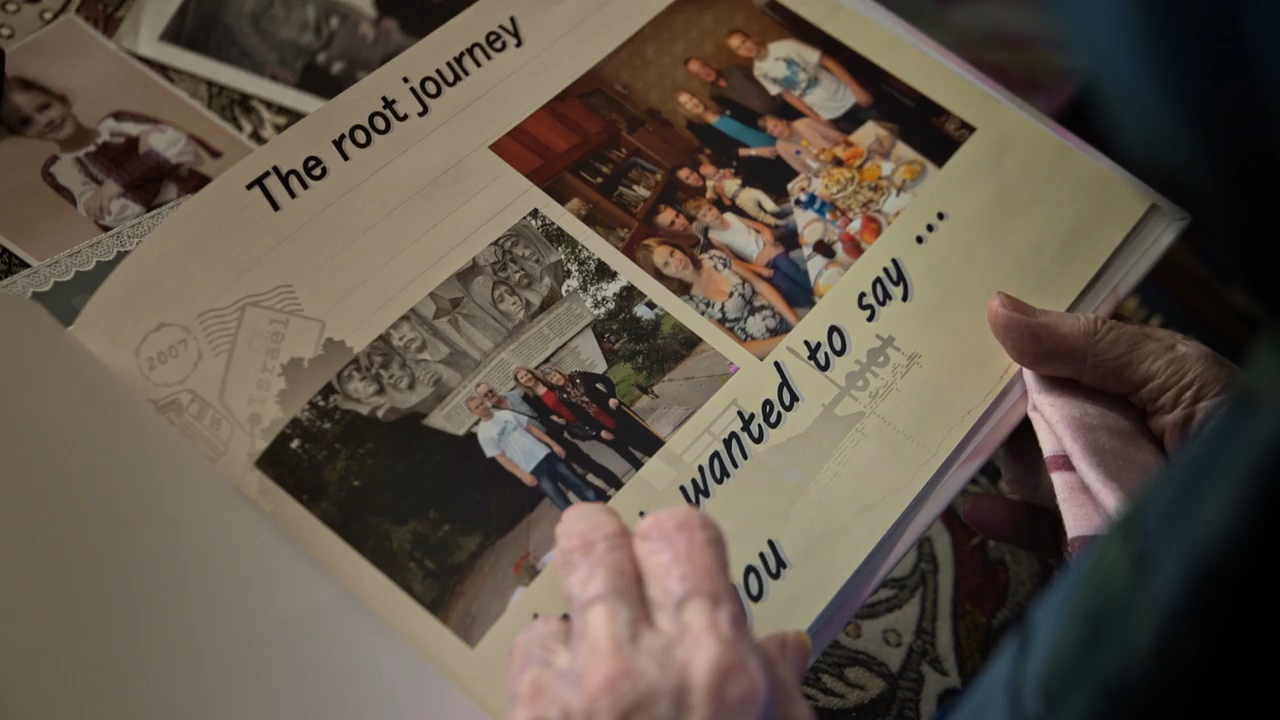 The root journey
2007
Israel
wanted to say ...
ou